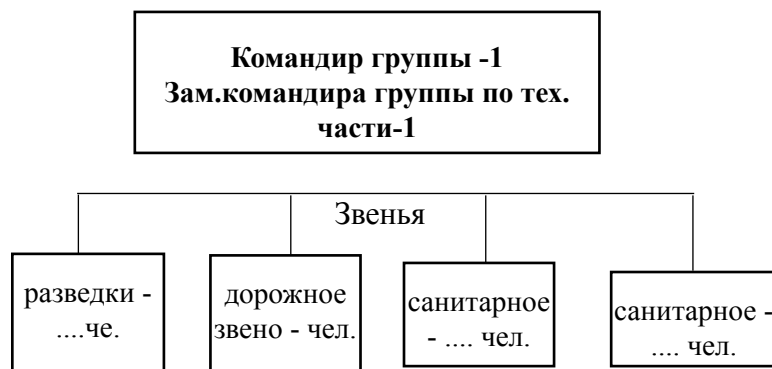 Командир группы -1
Зам.командира группы по тех.
части-1
Звенья
разведки -
....че.
дорожное
звено - чел.
санитарное
- .... чел.
санитарное -
.... чел.